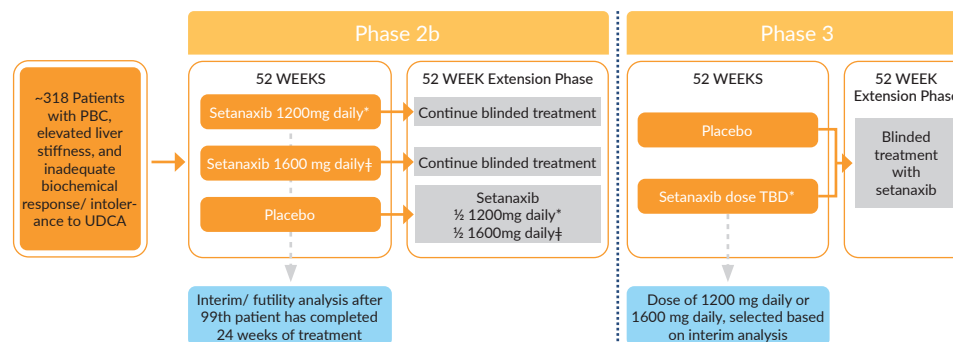 Phase 2b
Phase 3
~318 Patients
with PBC,
elevated liver
stiffness, and
inadequate
biochemical
response/ intoler-
ance to UDCA
52 WEEKS
Setanaxib 1200mg daily*
Setanaxib 1600 mg daily‡
Placebo
52 WEEK Extension Phase
Continue blinded treatment
Continue blinded treatment
Setanaxib
½ 1200mg daily*
½ 1600mg daily‡
52 WEEKS
Placebo
Setanaxib dose TBD*
52 WEEK
Extension Phase
Blinded
treatment
with
setanaxib
Interim/ futility analysis after
99th patient has completed
24 weeks of treatment
Dose of 1200 mg daily or
1600 mg daily, selected based
on interim analysis